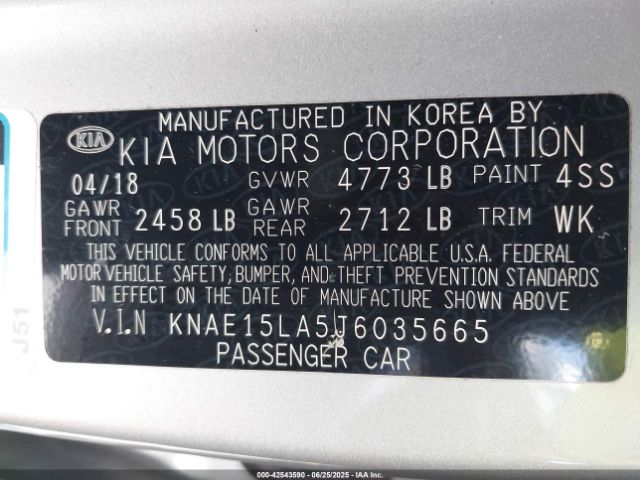 MANUFACTURED IN KOREA BY
KIA KIA MOTORS CORPORATION
04/18 GVWR 4773 LB PAINT 4SS
GAWR FRONT 2458 LB GAWR REAR 2712 LB TRIM WK
THIS VEHICLE CONFORMS TO ALL APPLICABLE U.S.A. FEDERAL
MOTOR VEHICLE SAFETY, BUMPER, AND THEFT PREVENTION STANDARDS
IN EFFECT ON THE DATE OF MANUFACTURE SHOWN ABOVE
V.I.N KNAE15LA5J6035665
PASSENGER CAR
J51
000-42543590 - 06/25/2025 - IAA Inc.